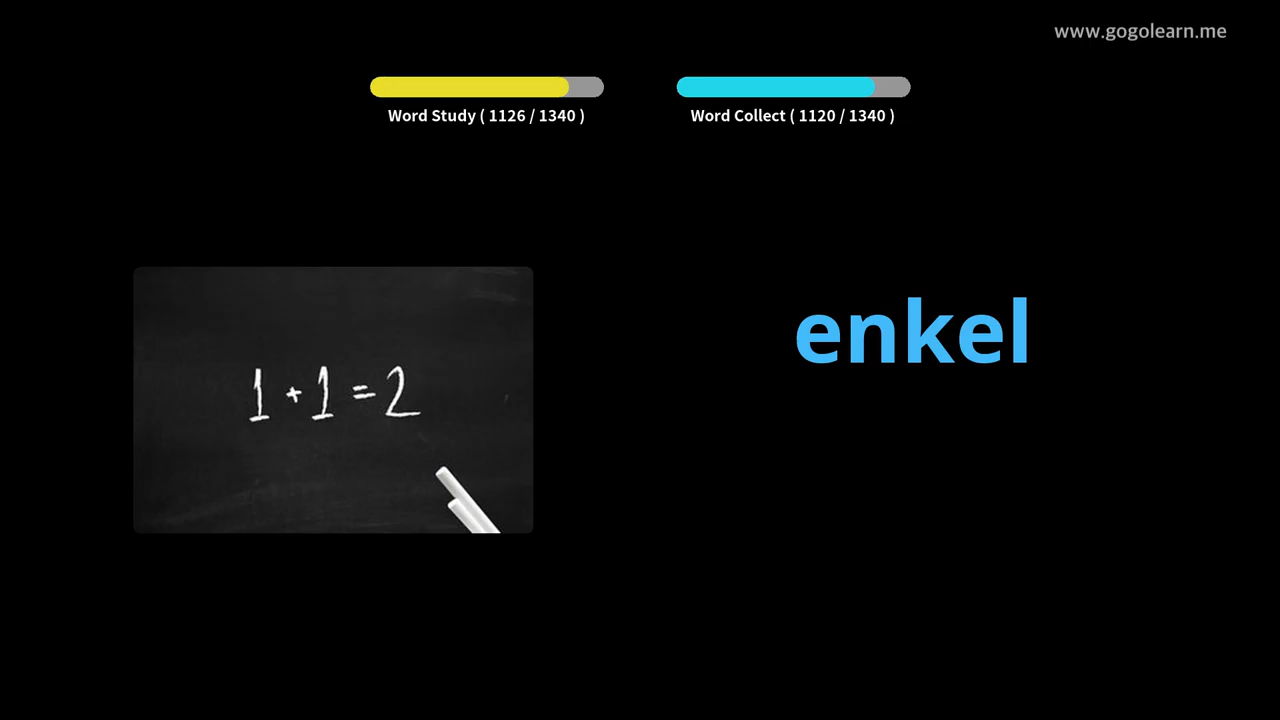 www.gogolearn.me
Word Study ( 1126 / 1340 )
Word Collect ( 1120 / 1340 )
enkel
1 + 1 = 2